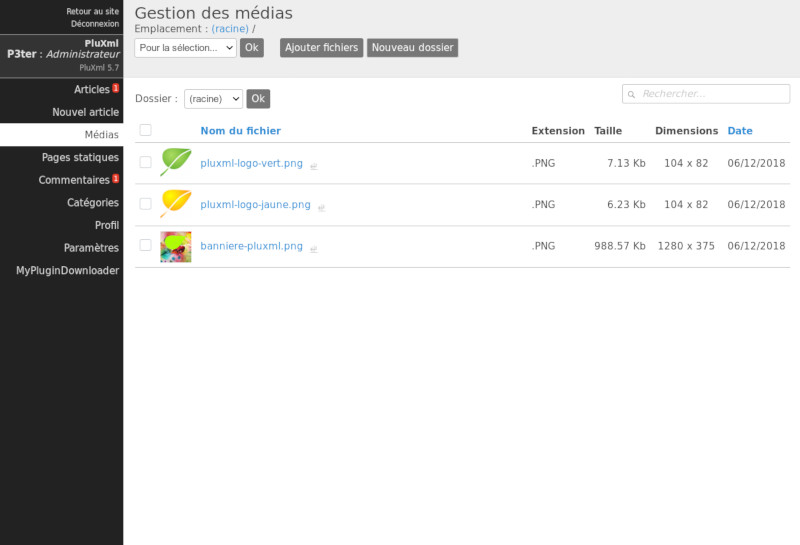 Retour au site
Déconnexion
PluXml
P3ter : Administrateur
PluXml 5.7
Articles 1
Nouvel article
Médias
Pages statiques
Commentaires 1
Catégories
Profil
Paramètres
MyPluginDownloader
Gestion des médias
Emplacement : (racine) /
Pour la sélection... Ok Ajouter fichiers Nouveau dossier
Dossier : (racine) Ok Rechercher...
Nom du fichier Extension Taille Dimensions Date
pluxml-logo-vert.png .PNG 7.13 Kb 104 x 82 06/12/2018
pluxml-logo-jaune.png .PNG 6.23 Kb 104 x 82 06/12/2018
banniere-pluxml.png .PNG 988.57 Kb 1280 x 375 06/12/2018